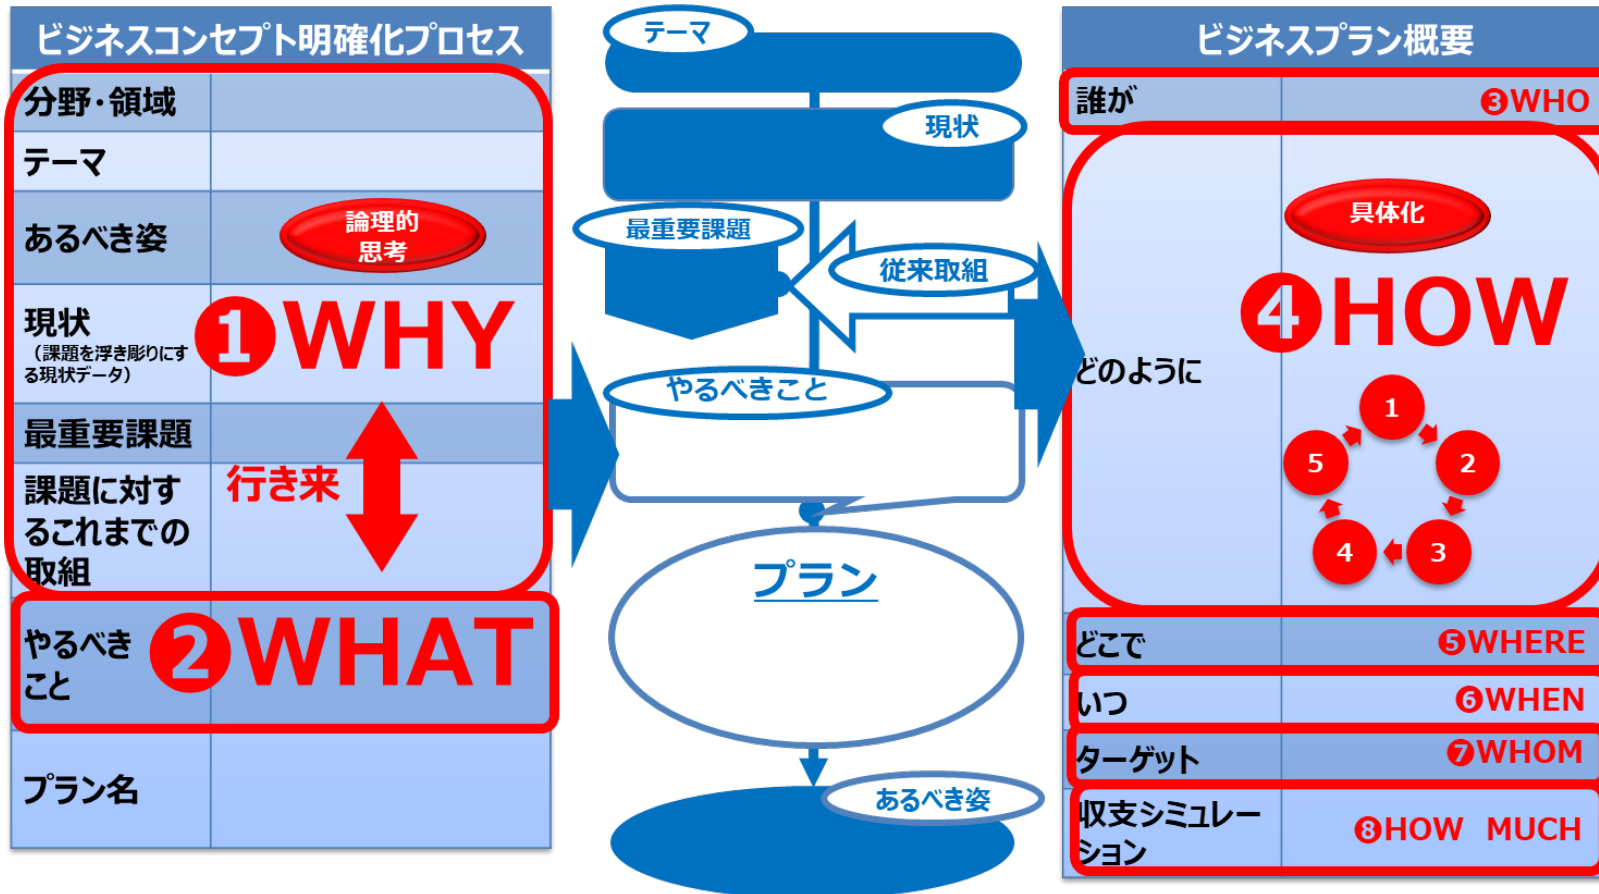 ビジネスコンセプト明確化プロセス
分野・領域
テーマ
あるべき姿
論理的
思考
現状
（課題を浮き彫りにす
る現状データ）
❶WHY
最重要課題
行き来
課題に対す
るこれまでの
取組
やるべき
こと
❷WHAT
プラン名
テーマ
現状
最重要課題
従来取組
やるべきこと
プラン
あるべき姿
ビジネスプラン概要
誰が
❸WHO
具体化
❹HOW
どのように
1
2
3
4
5
どこで
❺WHERE
いつ
❻WHEN
ターゲット
❼WHOM
収支シミュレー
ション
❽HOW MUCH